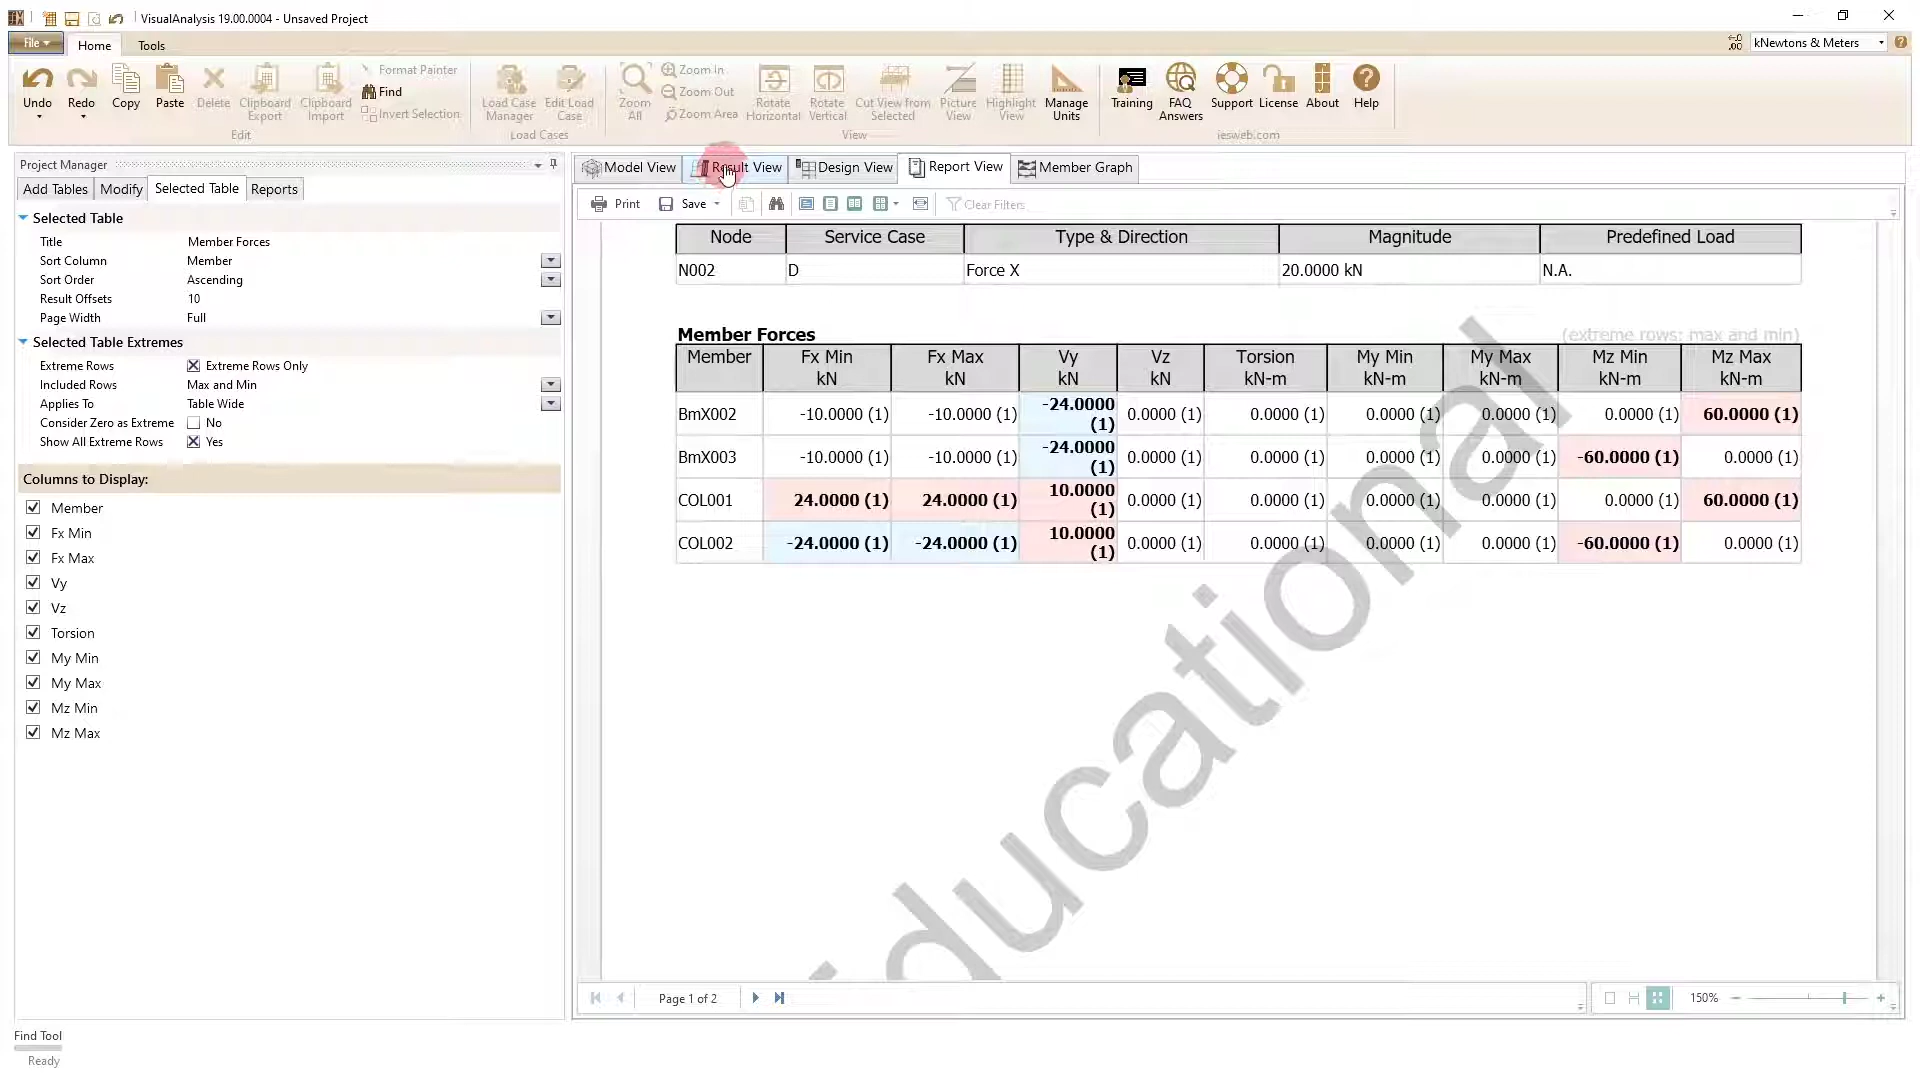 VisualAnalysis 19.00.0004 - Unsaved Project
File Home Tools kNewtons & Meters
Undo Redo Copy Paste Delete Clipboard Export Clipboard Import Format Painter Find Invert Selection
Edit
Load Case Manager Edit Load Case
Load Cases
Zoom All Zoom In Zoom Out Zoom Area Rotate Horizontal Rotate Vertical Cut View from Selected Picture View Highlight View Manage Units
View
Training FAQ Answers Support License About Help
iesweb.com
Project Manager
Add Tables Modify Selected Table Reports
Selected Table
Title Member Forces
Sort Column Member
Sort Order Ascending
Result Offsets 10
Page Width Full
Selected Table Extremes
Extreme Rows Extreme Rows Only
Included Rows Max and Min
Applies To Table Wide
Consider Zero as Extreme No
Show All Extreme Rows Yes
Columns to Display:
Member
Fx Min
Fx Max
Vy
Vz
Torsion
My Min
My Max
Mz Min
Mz Max
Model View Result View Design View Report View Member Graph
Print Save Clear Filters
Node Service Case Type & Direction Magnitude Predefined Load
N002 D Force X 20.0000 kN N.A.
Member Forces (extreme rows: max and min)
Member Fx Min Fx Max Vy Vz Torsion My Min My Max Mz Min Mz Max
kN kN kN kN kN-m kN-m kN-m kN-m kN-m
BmX002 -10.0000 (1) -10.0000 (1) -24.0000 (1) 0.0000 (1) 0.0000 (1) 0.0000 (1) 0.0000 (1) 0.0000 (1) 60.0000 (1)
BmX003 -10.0000 (1) -10.0000 (1) -24.0000 (1) 0.0000 (1) 0.0000 (1) 0.0000 (1) 0.0000 (1) -60.0000 (1) 0.0000 (1)
COL001 24.0000 (1) 24.0000 (1) 10.0000 (1) 0.0000 (1) 0.0000 (1) 0.0000 (1) 0.0000 (1) 0.0000 (1) 60.0000 (1)
COL002 -24.0000 (1) -24.0000 (1) 10.0000 (1) 0.0000 (1) 0.0000 (1) 0.0000 (1) 0.0000 (1) -60.0000 (1) 0.0000 (1)
ducational
Page 1 of 2 150%
Find Tool
Ready